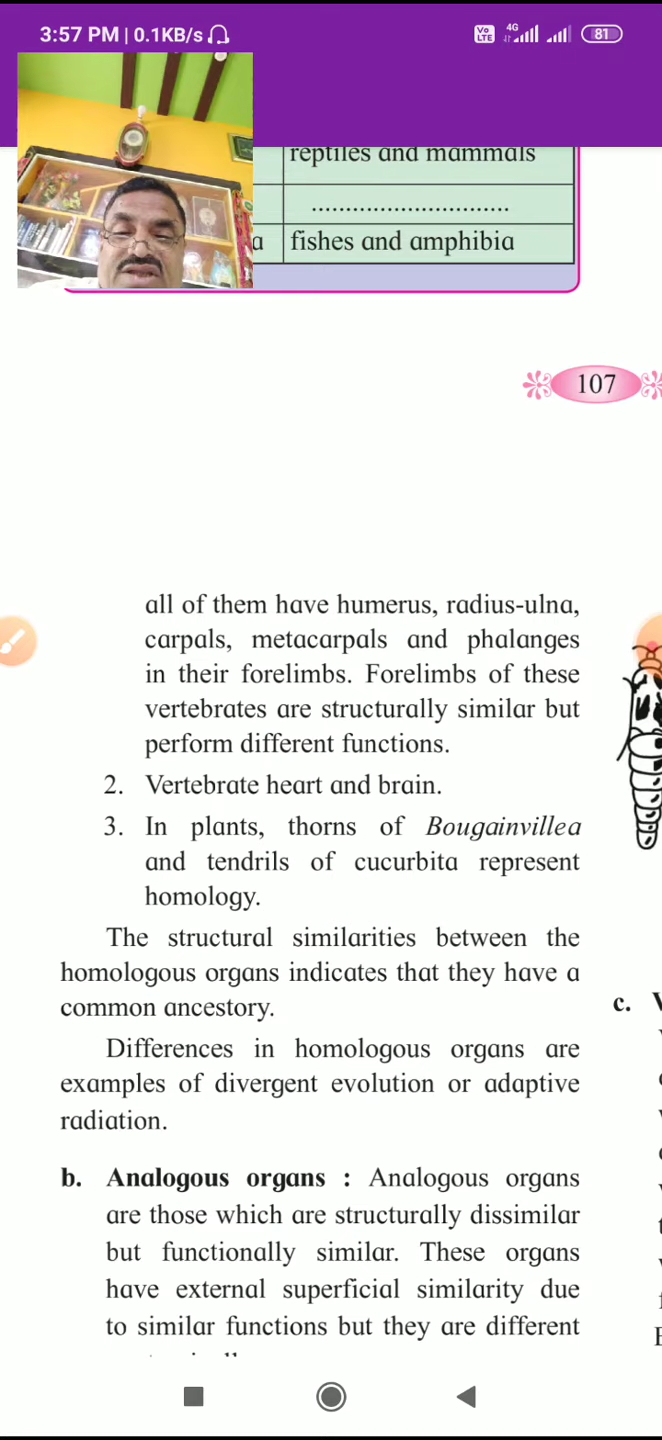 3:57 PM | 0.1KB/s
Vo LTE 4G 81
reptiles and mammals
............................
a fishes and amphibia
107
all of them have humerus, radius-ulna,
carpals, metacarpals and phalanges
in their forelimbs. Forelimbs of these
vertebrates are structurally similar but
perform different functions.
2. Vertebrate heart and brain.
3. In plants, thorns of Bougainvillea
and tendrils of cucurbita represent
homology.
The structural similarities between the
homologous organs indicates that they have a
common ancestory.
Differences in homologous organs are
examples of divergent evolution or adaptive
radiation.
b. Analogous organs : Analogous organs
are those which are structurally dissimilar
but functionally similar. These organs
have external superficial similarity due
to similar functions but they are different
c.